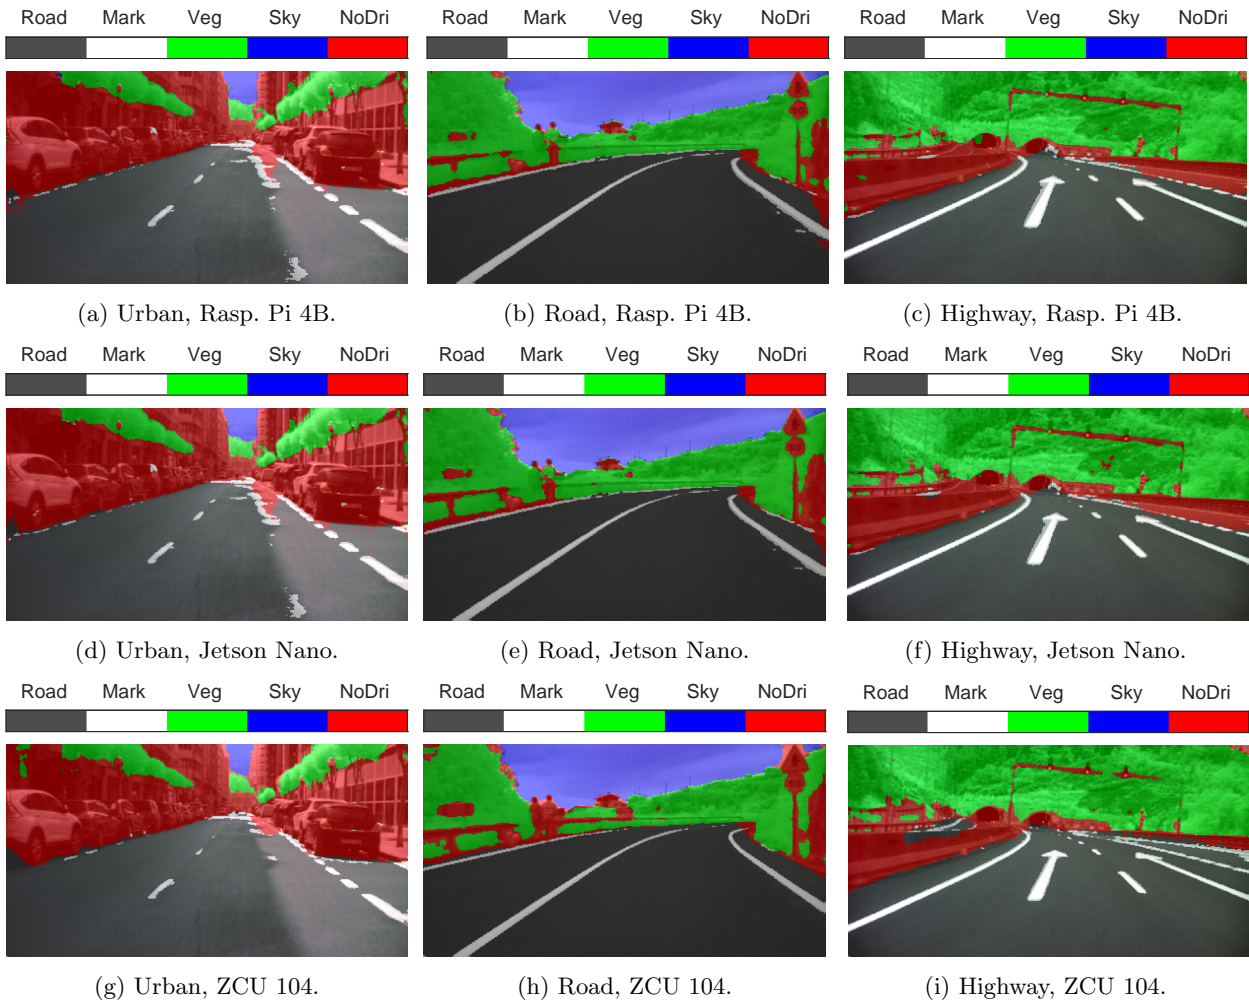 Road Mark Veg Sky NoDri
Road Mark Veg Sky NoDri
Road Mark Veg Sky NoDri
(a) Urban, Rasp. Pi 4B.
(b) Road, Rasp. Pi 4B.
(c) Highway, Rasp. Pi 4B.
Road Mark Veg Sky NoDri
Road Mark Veg Sky NoDri
Road Mark Veg Sky NoDri
(d) Urban, Jetson Nano.
(e) Road, Jetson Nano.
(f) Highway, Jetson Nano.
Road Mark Veg Sky NoDri
Road Mark Veg Sky NoDri
Road Mark Veg Sky NoDri
(g) Urban, ZCU 104.
(h) Road, ZCU 104.
(i) Highway, ZCU 104.